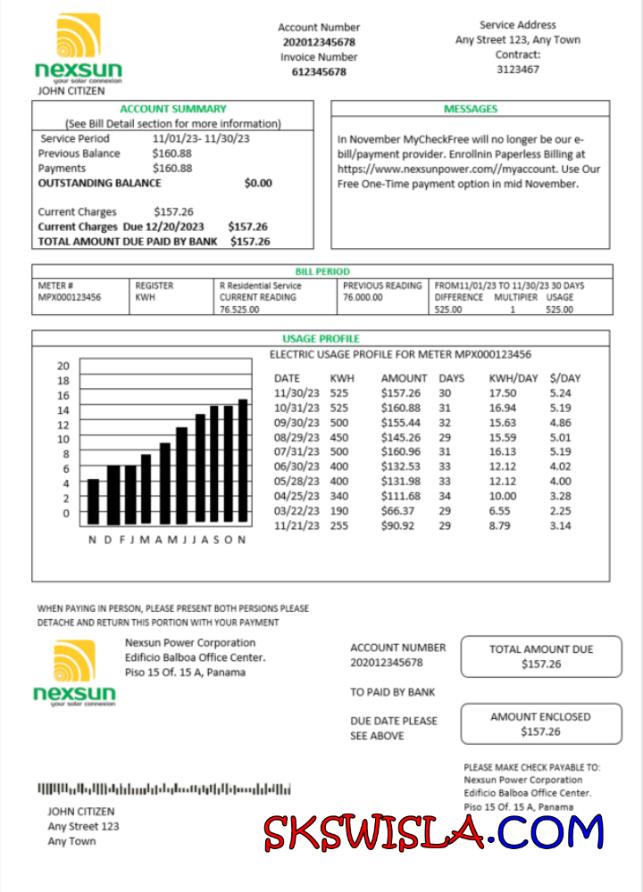 nexsun
your solar connexion
JOHN CITIZEN
Account Number
202012345678
Invoice Number
612345678
Service Address
Any Street 123, Any Town
Contract:
3123467
ACCOUNT SUMMARY
(See Bill Detail section for more information)
Service Period 11/01/23- 11/30/23
Previous Balance $160.88
Payments $160.88
OUTSTANDING BALANCE $0.00
Current Charges $157.26
Current Charges Due 12/20/2023 $157.26
TOTAL AMOUNT DUE PAID BY BANK $157.26
MESSAGES
In November MyCheckFree will no longer be our e-
bill/payment provider. Enrollnin Paperless Billing at
https://www.nexsunpower.com//myaccount. Use Our
Free One-Time payment option in mid November.
BILL PERIOD
METER # REGISTER R Residential Service PREVIOUS READING FROM11/01/23 TO 11/30/23 30 DAYS
MPX000123456 KWH CURRENT READING 76.000.00 DIFFERENCE MULTIPIER USAGE
76.525.00 525.00 1 525.00
USAGE PROFILE
ELECTRIC USAGE PROFILE FOR METER MPX000123456
20
18
16
14
12
10
8
6
4
2
0
N D F J M A M J J A S O N
DATE KWH AMOUNT DAYS KWH/DAY $/DAY
11/30/23 525 $157.26 30 17.50 5.24
10/31/23 525 $160.88 31 16.94 5.19
09/30/23 500 $155.44 32 15.63 4.86
08/29/23 450 $145.26 29 15.59 5.01
07/31/23 500 $160.96 31 16.13 5.19
06/30/23 400 $132.53 33 12.12 4.02
05/28/23 400 $131.98 33 12.12 4.00
04/25/23 340 $111.68 34 10.00 3.28
03/22/23 190 $66.37 29 6.55 2.25
11/21/23 255 $90.92 29 8.79 3.14
WHEN PAYING IN PERSON, PLEASE PRESENT BOTH PERSIONS PLEASE
DETACHE AND RETURN THIS PORTION WITH YOUR PAYMENT
nexsun
your solar connexion
Nexsun Power Corporation
Edificio Balboa Office Center.
Piso 15 Of. 15 A, Panama
ACCOUNT NUMBER
202012345678
TO PAID BY BANK
DUE DATE PLEASE
SEE ABOVE
TOTAL AMOUNT DUE
$157.26
AMOUNT ENCLOSED
$157.26
PLEASE MAKE CHECK PAYABLE TO:
Nexsun Power Corporation
Edificio Balboa Office Center.
Piso 15 Of. 15 A, Panama
JOHN CITIZEN
Any Street 123
Any Town
SKSWISLA.COM